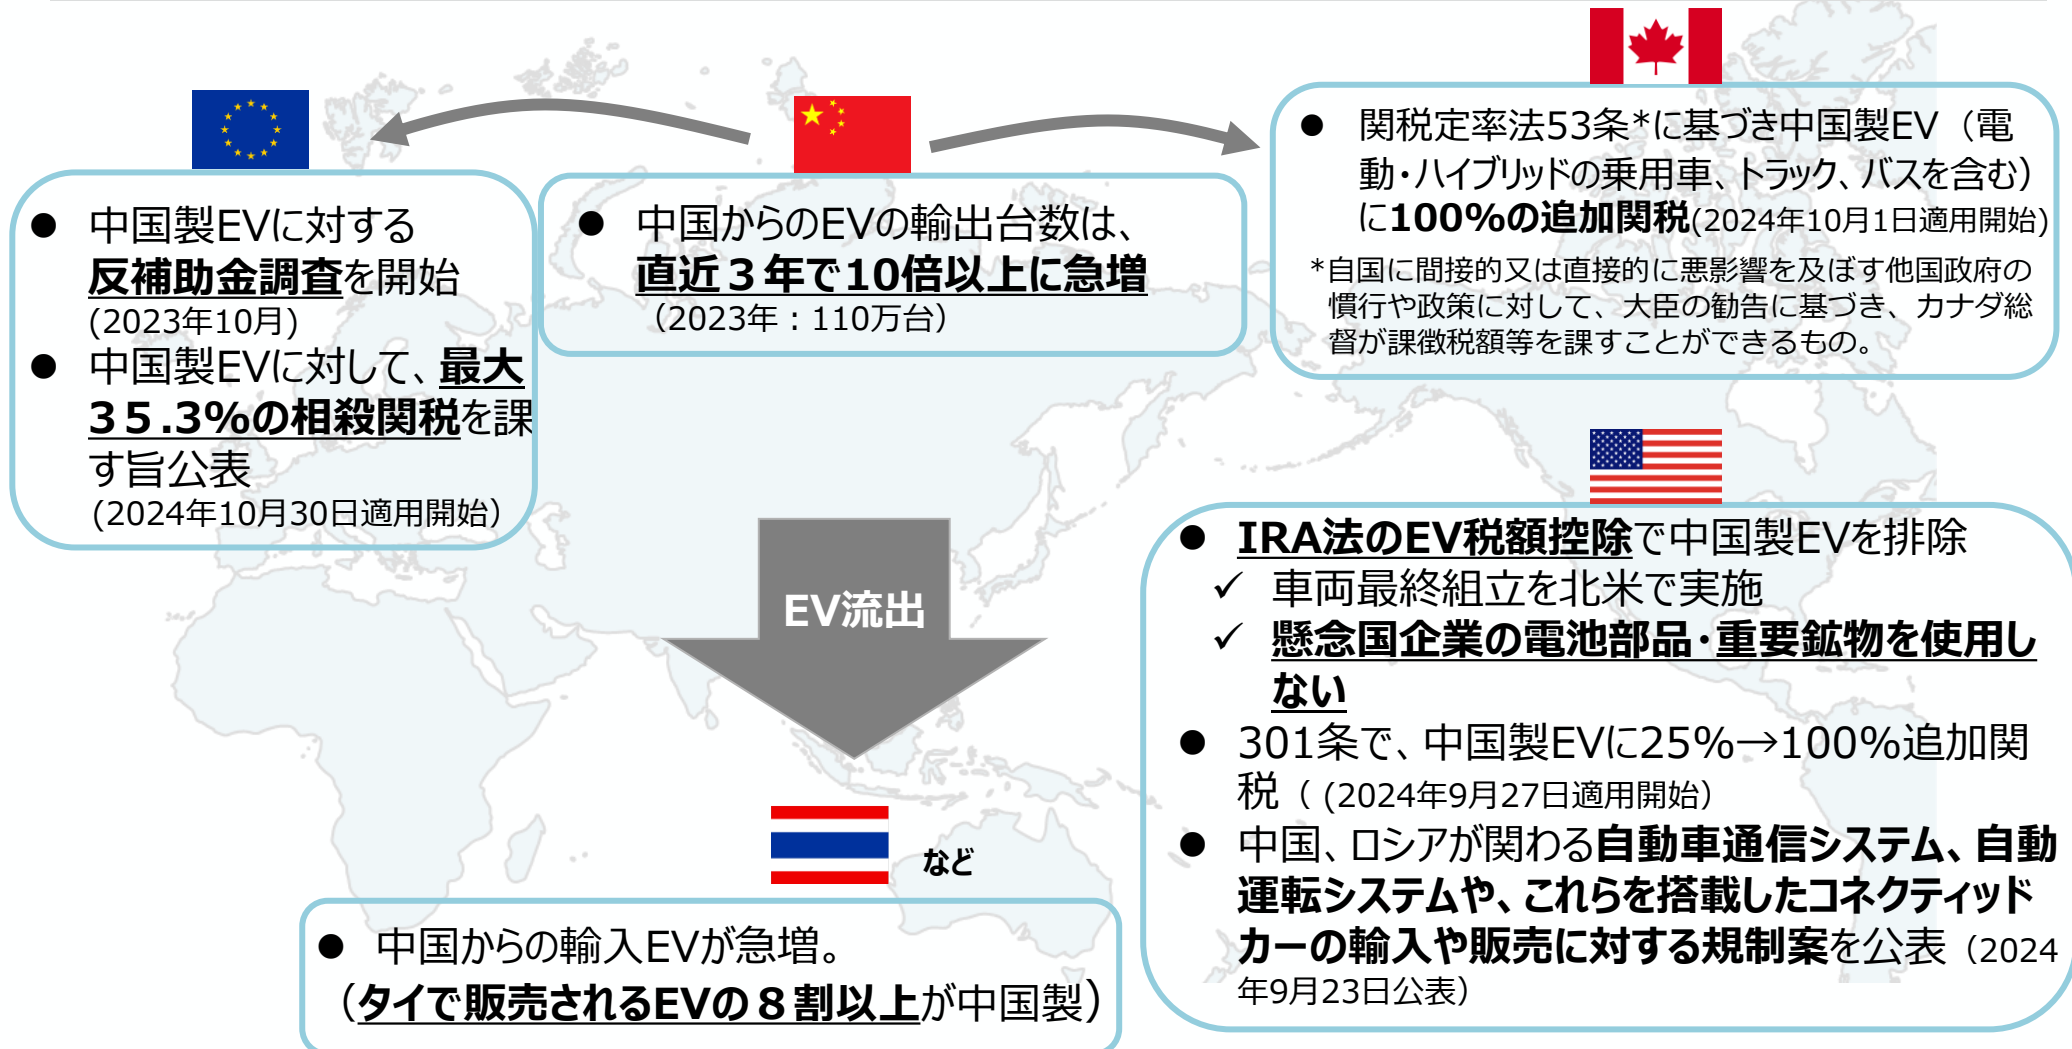 ● 中国製EVに対する
反補助金調査を開始
(2023年10月)
● 中国製EVに対して、最大
３５.3%の相殺関税を課
す旨公表
(2024年10月30日適用開始）
● 中国からのEVの輸出台数は、
直近３年で10倍以上に急増
（2023年：110万台）
● 関税定率法53条*に基づき中国製EV（電
動・ハイブリッドの乗用車、トラック、バスを含む）
に100%の追加関税(2024年10月1日適用開始)
*自国に間接的又は直接的に悪影響を及ぼす他国政府の
慣行や政策に対して、大臣の勧告に基づき、カナダ総
督が課徴税額等を課すことができるもの。
EV流出
● IRA法のEV税額控除で中国製EVを排除
✓ 車両最終組立を北米で実施
✓ 懸念国企業の電池部品・重要鉱物を使用し
ない
● 301条で、中国製EVに25%→100%追加関
税（ (2024年9月27日適用開始）
● 中国、ロシアが関わる自動車通信システム、自動
運転システムや、これらを搭載したコネクティッド
カーの輸入や販売に対する規制案を公表（2024
年9月23日公表）
など
● 中国からの輸入EVが急増。
（タイで販売されるEVの８割以上が中国製）